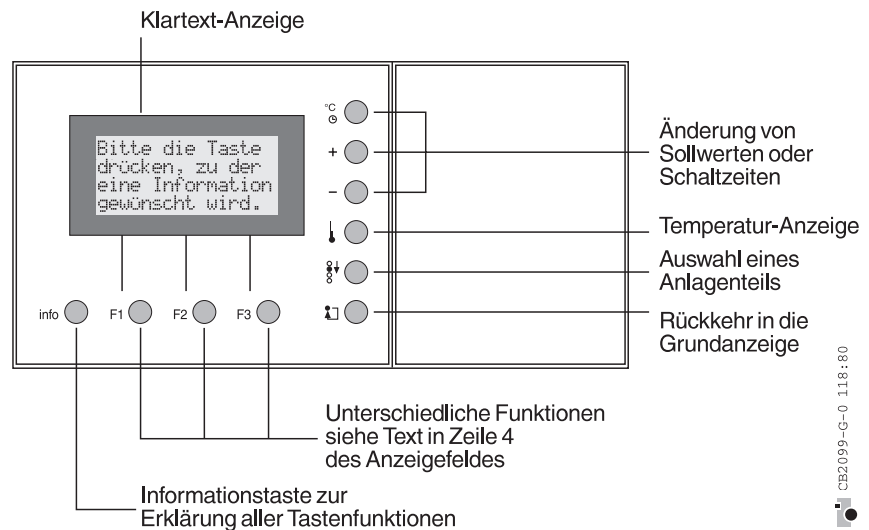 Klartext-Anzeige
°C
Bitte die Taste
drücken, zu der
eine Information
gewünscht wird.
+
−
Änderung von
Sollwerten oder
Schaltzeiten
Temperatur-Anzeige
Auswahl eines
Anlagenteils
Rückkehr in die
Grundanzeige
info F1 F2 F3
Unterschiedliche Funktionen
siehe Text in Zeile 4
des Anzeigefeldes
Informationstaste zur
Erklärung aller Tastenfunktionen
CB2099-G-0 118:80